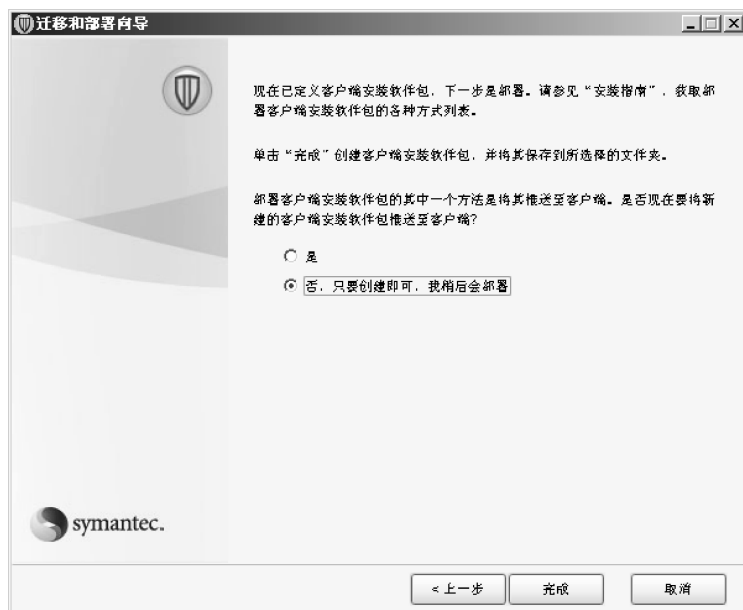 迁移和部署向导
现在已定义客户端安装软件包，下一步是部署。请参见“安装指南”，获取部
署客户端安装软件包的各种方式列表。
单击“完成”创建客户端安装软件包，并将其保存到所选择的文件夹。
部署客户端安装软件包的其中一个方法是将其推送至客户端。是否现在要将新
建的客户端安装软件包推送至客户端?
是
否，只要创建即可，我稍后会部署
symantec.
<上一步
完成
取消